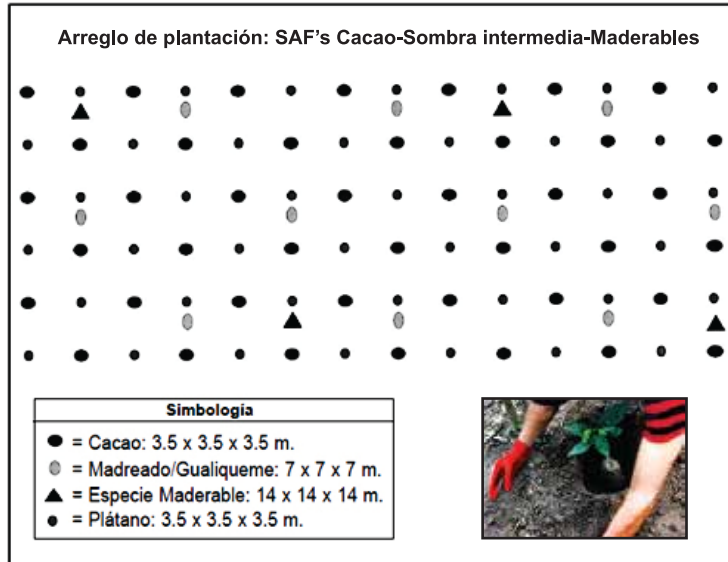 Arreglo de plantación: SAF's Cacao-Sombra intermedia-Maderables
Simbología
= Cacao: 3.5 x 3.5 x 3.5 m.
= Madreado/Gualiqueme: 7 x 7 x 7 m.
= Especie Maderable: 14 x 14 x 14 m.
= Plátano: 3.5 x 3.5 x 3.5 m.